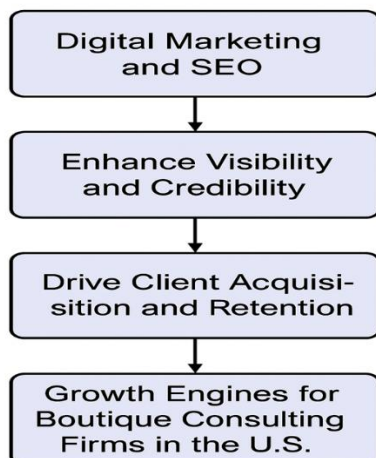 Digital Marketing
and SEO
Enhance Visibility
and Credibility
Drive Client Acquisi-
sition and Retention
Growth Engines for
Boutique Consulting
Firms in the U.S.